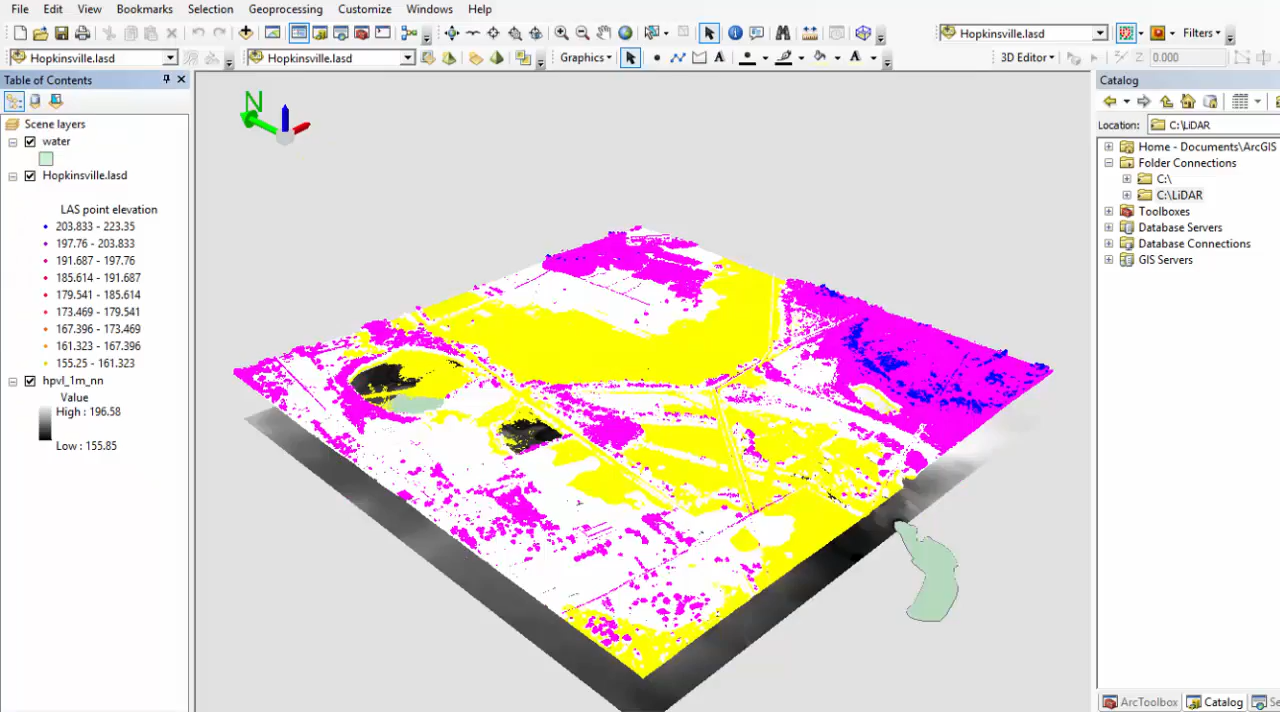 File Edit View Bookmarks Selection Geoprocessing Customize Windows Help
Hopkinsville.lasd Filters
Hopkinsville.lasd Hopkinsville.lasd Graphics A A 3D Editor 0.000
Table of Contents
Scene layers
water
Hopkinsville.lasd
LAS point elevation
203.833 - 223.35
197.76 - 203.833
191.687 - 197.76
185.614 - 191.687
179.541 - 185.614
173.469 - 179.541
167.396 - 173.469
161.323 - 167.396
155.25 - 161.323
hpvl_1m_nn
Value
High : 196.58
Low : 155.85
N
Catalog
Location: C:\LiDAR
Home - Documents\ArcGIS
Folder Connections
C:\
C:\LiDAR
Toolboxes
Database Servers
Database Connections
GIS Servers
ArcToolbox Catalog Se